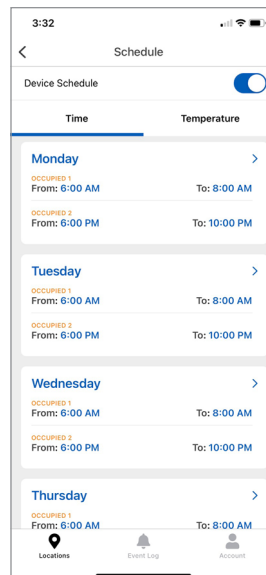 3:32
Schedule
Device Schedule
Time Temperature
Monday
OCCUPIED 1
From: 6:00 AM To: 8:00 AM
OCCUPIED 2
From: 6:00 PM To: 10:00 PM
Tuesday
OCCUPIED 1
From: 6:00 AM To: 8:00 AM
OCCUPIED 2
From: 6:00 PM To: 10:00 PM
Wednesday
OCCUPIED 1
From: 6:00 AM To: 8:00 AM
OCCUPIED 2
From: 6:00 PM To: 10:00 PM
Thursday
OCCUPIED 1
From: 6:00 AM To: 8:00 AM
Locations Event Log Account